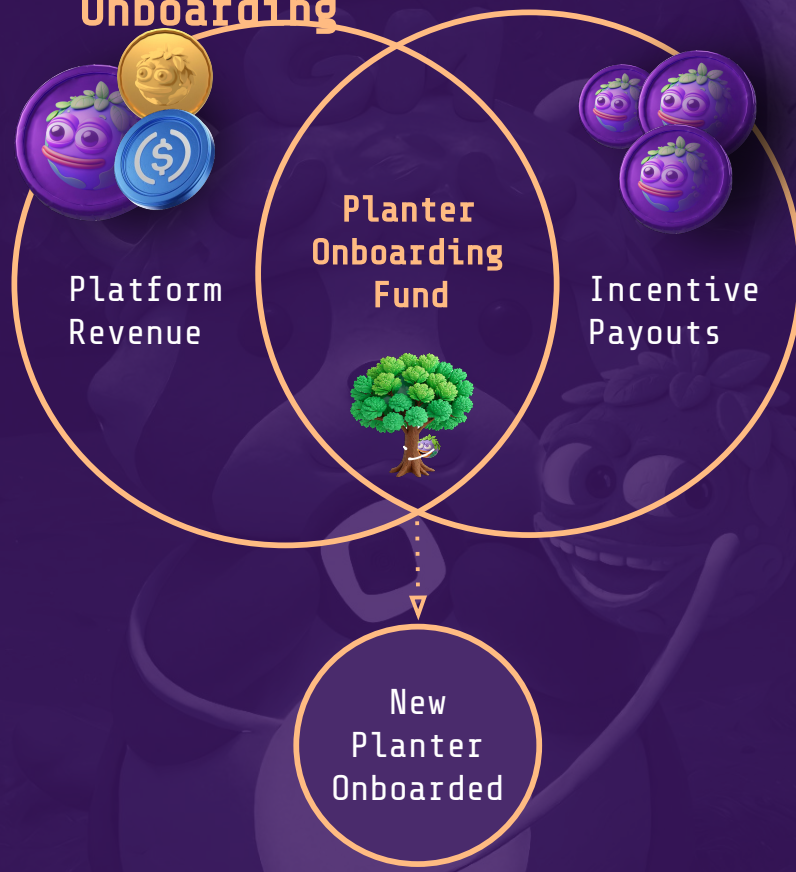 Onboarding
Platform
Revenue
Planter
Onboarding
Fund
Incentive
Payouts
$
New
Planter
Onboarded